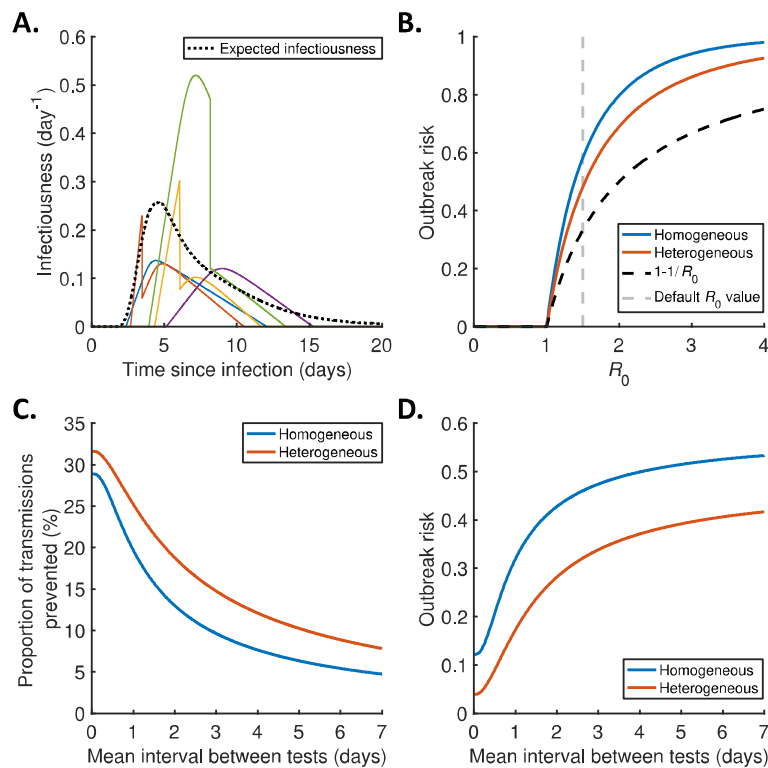 A.
0.6
0.5
0.4
0.3
0.2
0.1
0
Infectiousness (day⁻¹)
Expected infectiousness
0 5 10 15 20
Time since infection (days)
B.
1
0.8
0.6
0.4
0.2
0
Outbreak risk
Homogeneous
Heterogeneous
1-1/R₀
Default R₀ value
0 1 2 3 4
R₀
C.
35
30
25
20
15
10
5
0
Proportion of transmissions
prevented (%)
Homogeneous
Heterogeneous
0 1 2 3 4 5 6 7
Mean interval between tests (days)
D.
0.6
0.5
0.4
0.3
0.2
0.1
0
Outbreak risk
Homogeneous
Heterogeneous
0 1 2 3 4 5 6 7
Mean interval between tests (days)